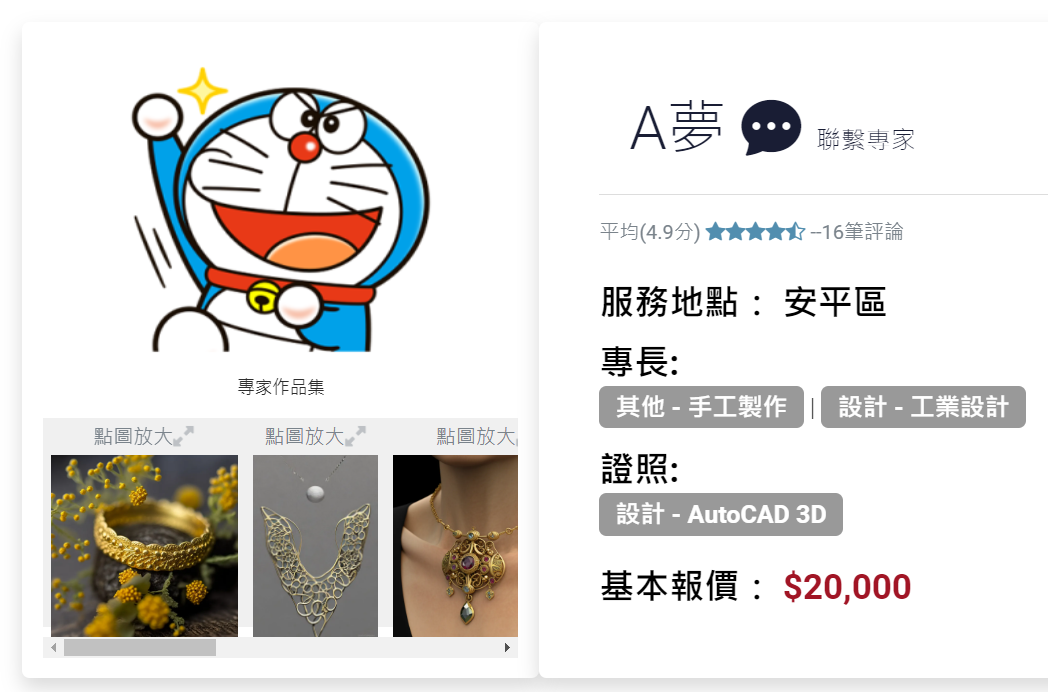 專家作品集
點圖放大 點圖放大 點圖放大
A夢 聯繫專家
平均(4.9分) --16筆評論
服務地點： 安平區
專長:
其他 - 手工製作 | 設計 - 工業設計
證照:
設計 - AutoCAD 3D
基本報價： $20,000